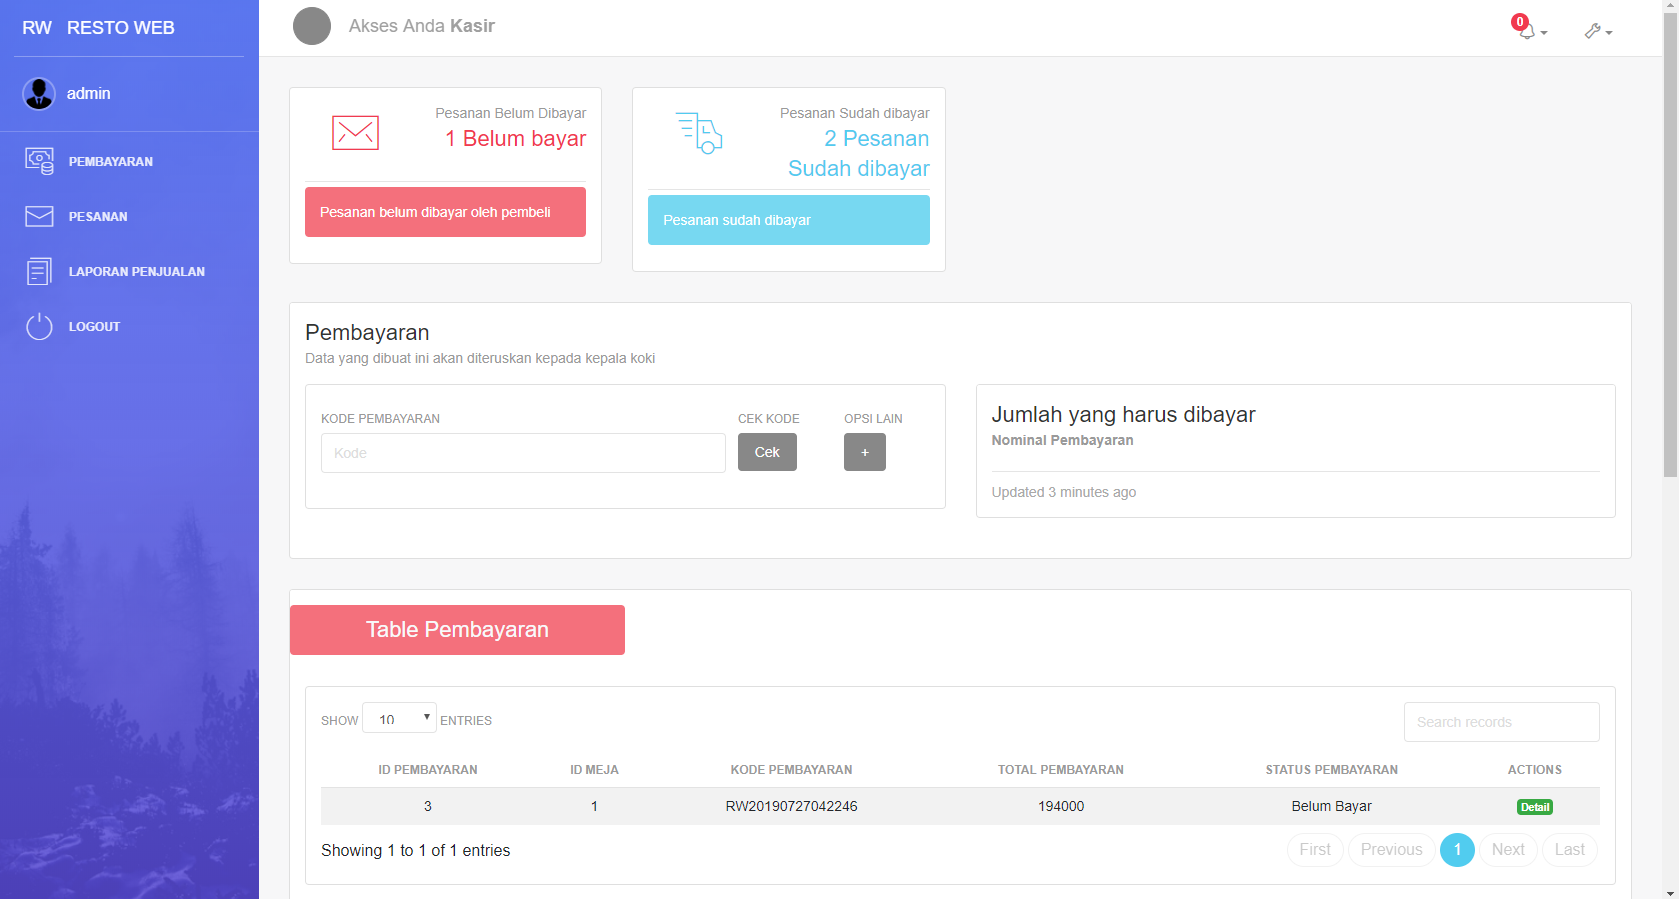 RW RESTO WEB
admin
PEMBAYARAN
PESANAN
LAPORAN PENJUALAN
LOGOUT
Akses Anda Kasir
0
Pesanan Belum Dibayar
1 Belum bayar
Pesanan belum dibayar oleh pembeli
Pesanan Sudah dibayar
2 Pesanan
Sudah dibayar
Pesanan sudah dibayar
Pembayaran
Data yang dibuat ini akan diteruskan kepada kepala koki
KODE PEMBAYARAN CEK KODE OPSI LAIN
Kode Cek +
Jumlah yang harus dibayar
Nominal Pembayaran
Updated 3 minutes ago
Table Pembayaran
SHOW 10 ENTRIES Search records
ID PEMBAYARAN ID MEJA KODE PEMBAYARAN TOTAL PEMBAYARAN STATUS PEMBAYARAN ACTIONS
3 1 RW20190727042246 194000 Belum Bayar Detail
Showing 1 to 1 of 1 entries First Previous 1 Next Last